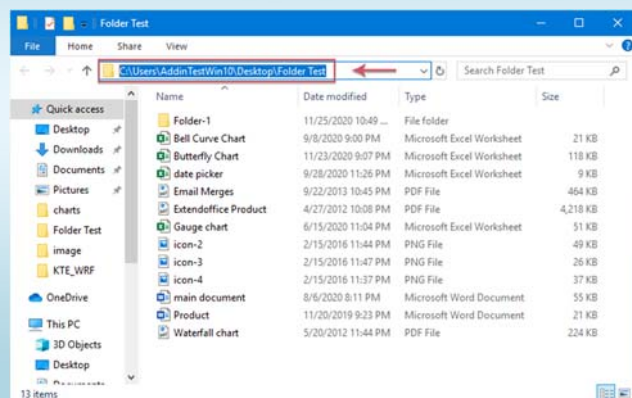 Folder Test
File Home Share View
C:\Users\AddinTestWin10\Desktop\Folder Test
Search Folder Test
Name Date modified Type Size
Quick access
Desktop
Downloads
Documents
Pictures
charts
Folder Test
image
KTE_WRF
OneDrive
This PC
3D Objects
Desktop
Documents
Folder-1 11/25/2020 10:49 ... File folder
Bell Curve Chart 9/8/2020 9:00 PM Microsoft Excel Worksheet 21 KB
Butterfly Chart 11/23/2020 9:07 PM Microsoft Excel Worksheet 118 KB
date picker 9/28/2020 11:26 PM Microsoft Excel Worksheet 9 KB
Email Merges 9/22/2013 10:45 PM PDF File 464 KB
Extendoffice Product 4/27/2012 10:08 PM PDF File 4,218 KB
Gauge chart 6/15/2020 11:04 PM Microsoft Excel Worksheet 51 KB
icon-2 2/15/2016 11:44 PM PNG File 49 KB
icon-3 2/15/2016 11:47 PM PNG File 26 KB
icon-4 2/15/2016 11:37 PM PNG File 37 KB
main document 8/6/2020 8:11 PM Microsoft Word Document 55 KB
Product 11/20/2019 9:23 PM Microsoft Word Document 21 KB
Waterfall chart 5/20/2012 11:44 PM PDF File 224 KB
13 items